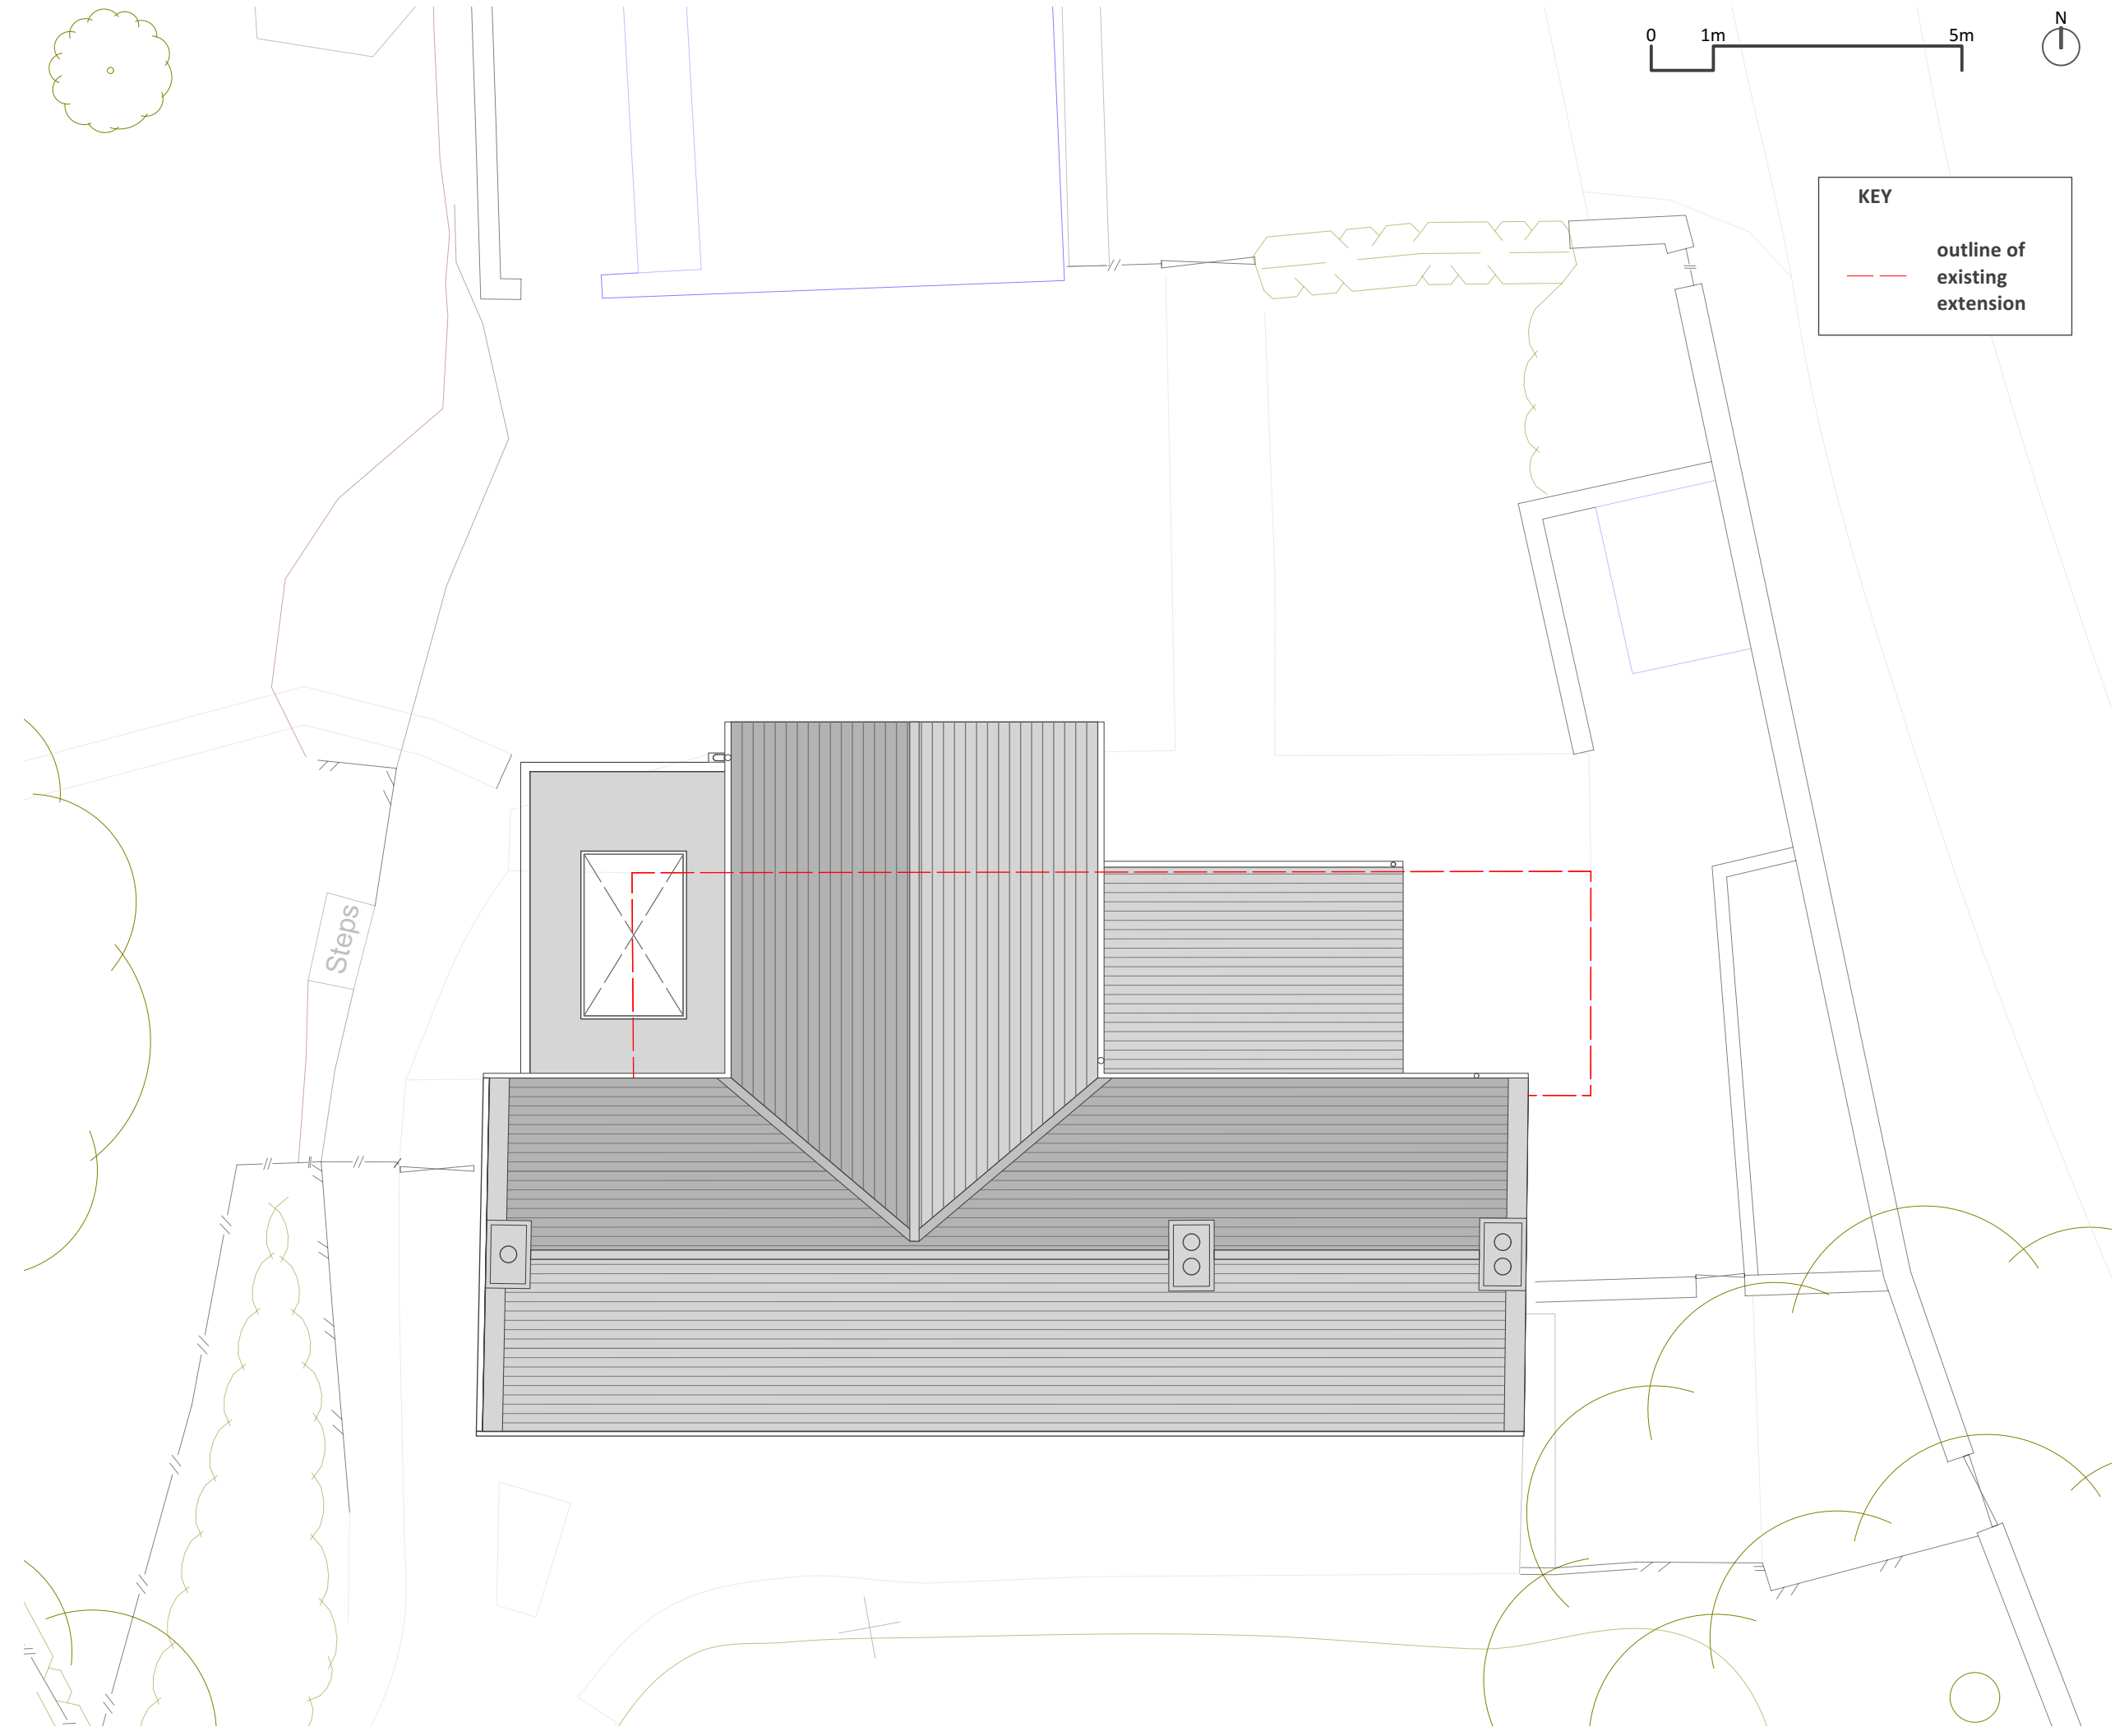 0 1m 5m
N
KEY
outline of
existing
extension
Steps